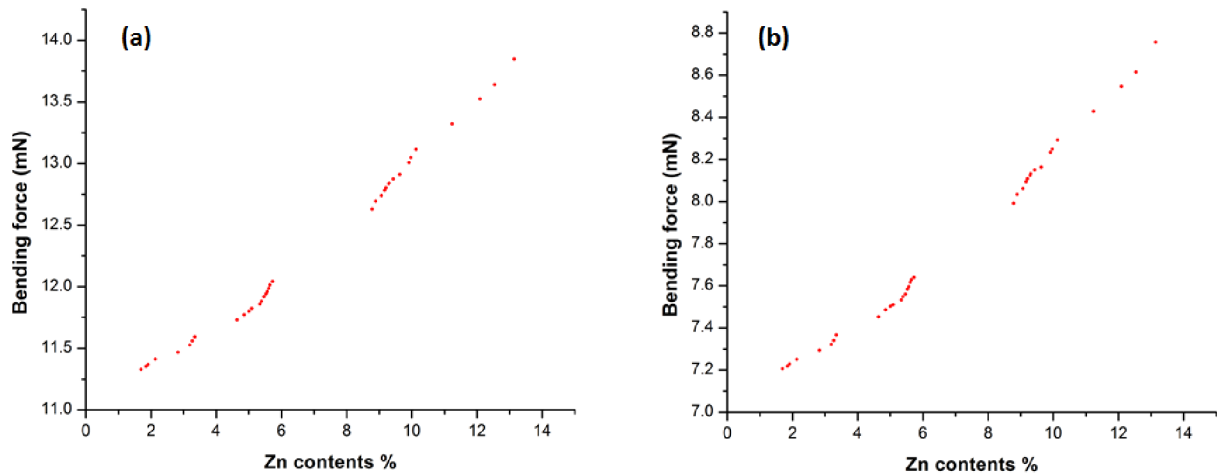 (a)
Bending force (mN)
14.0
13.5
13.0
12.5
12.0
11.5
11.0
0 2 4 6 8 10 12 14
Zn contents %
(b)
Bending force (mN)
8.8
8.6
8.4
8.2
8.0
7.8
7.6
7.4
7.2
7.0
0 2 4 6 8 10 12 14
Zn contents %